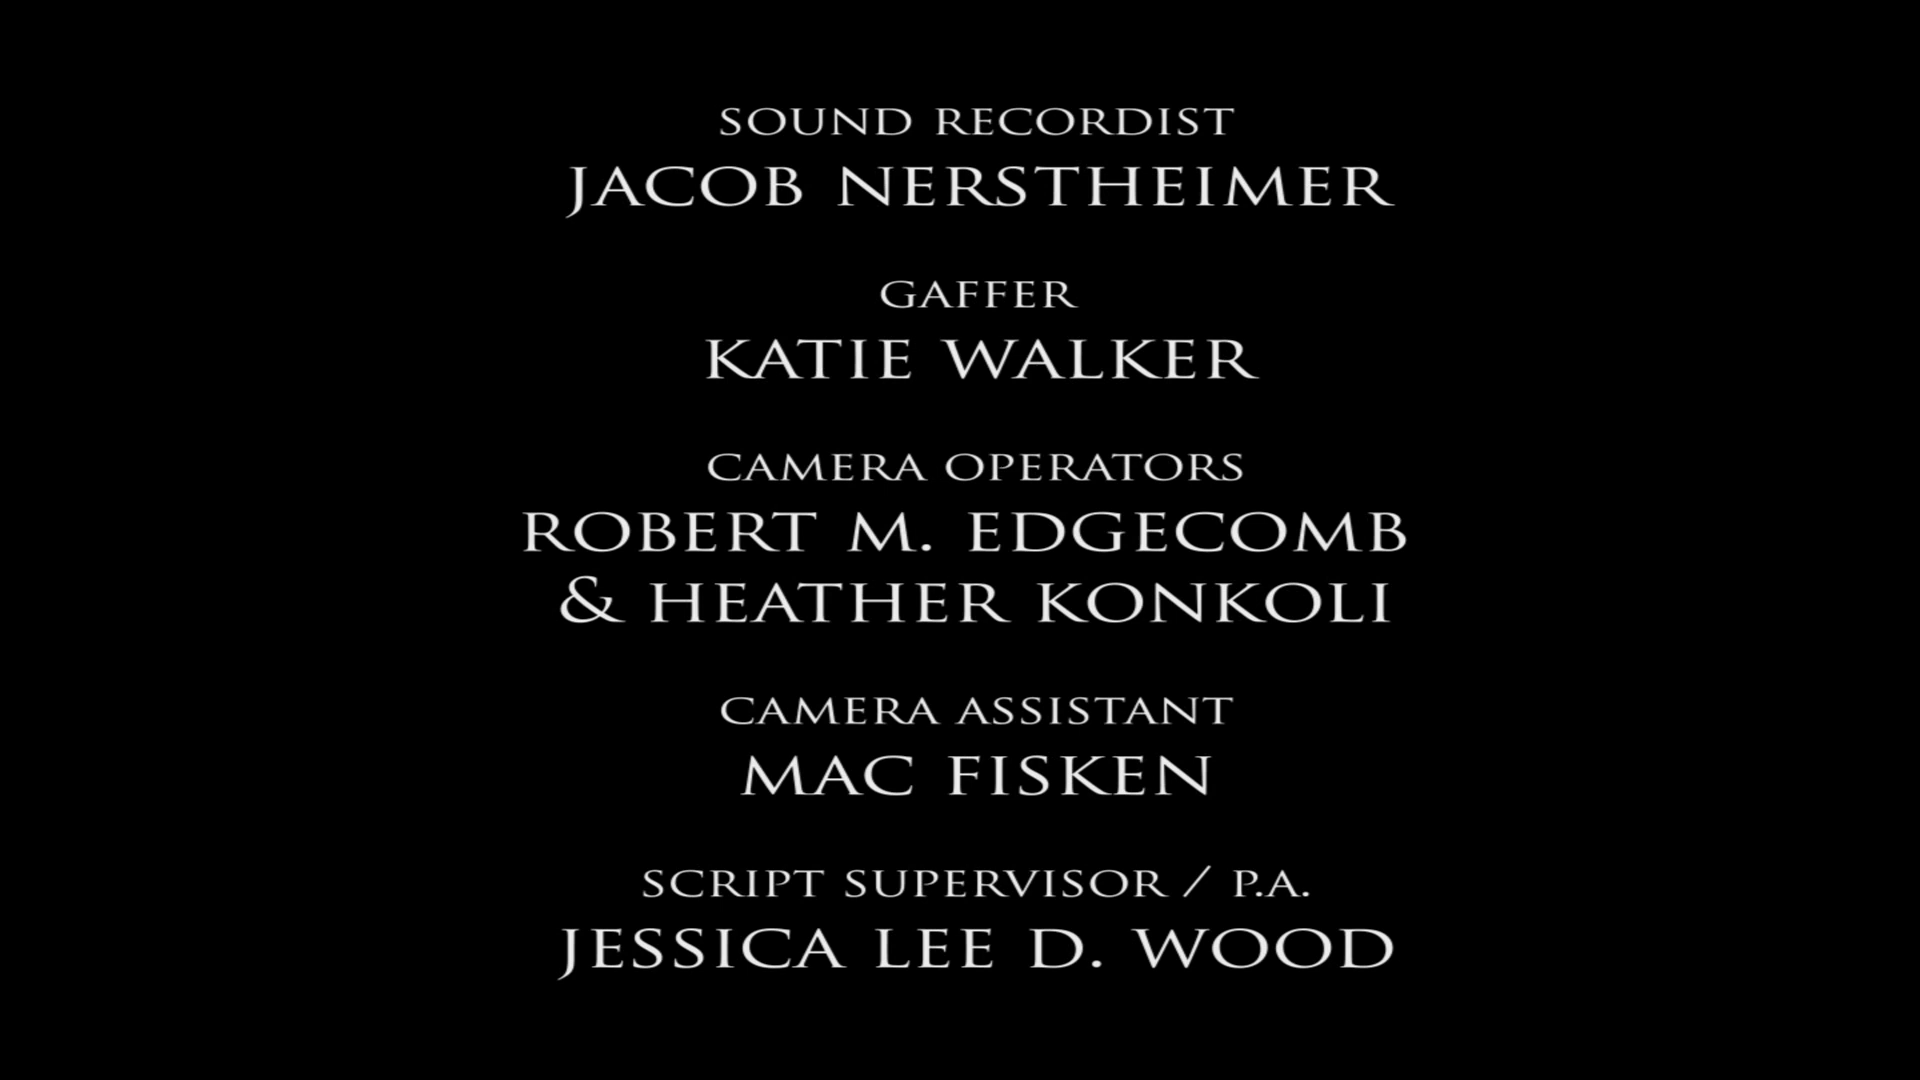 SOUND RECORDIST
JACOB NERSTHEIMER
GAFFER
KATIE WALKER
CAMERA OPERATORS
ROBERT M. EDGECOMB
& HEATHER KONKOLI
CAMERA ASSISTANT
MAC FISKEN
SCRIPT SUPERVISOR / P.A.
JESSICA LEE D. WOOD